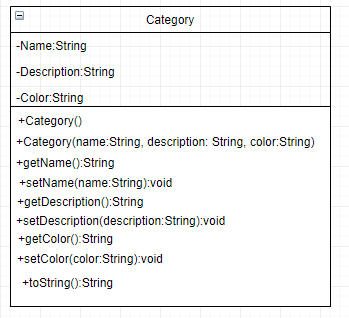 Category
-Name:String
-Description:String
-Color:String
+Category()
+Category(name:String, description: String, color:String)
+getName():String
+setName(name:String):void
+getDescription():String
+setDescription(description:String):void
+getColor():String
+setColor(color:String):void
+toString():String